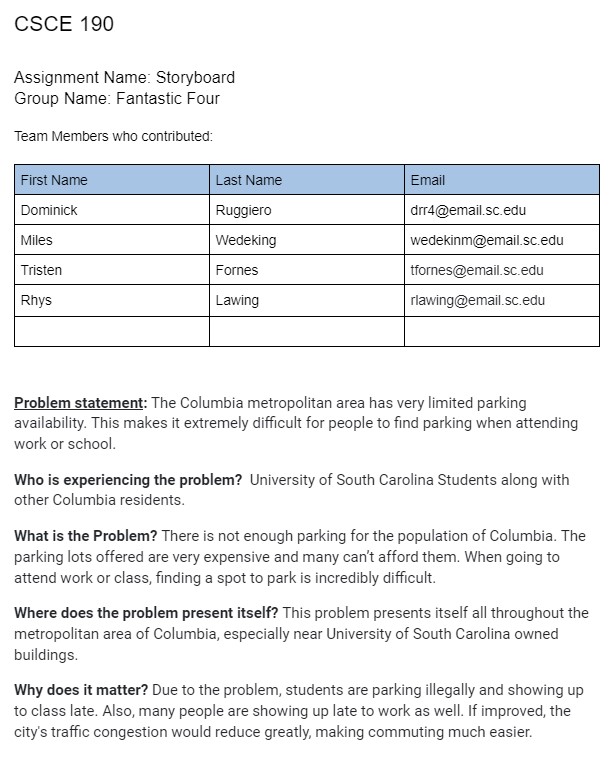 CSCE 190
Assignment Name: Storyboard
Group Name: Fantastic Four
Team Members who contributed:
First Name Last Name Email
Dominick Ruggiero drr4@email.sc.edu
Miles Wedeking wedekinm@email.sc.edu
Tristen Fornes tfornes@email.sc.edu
Rhys Lawing rlawing@email.sc.edu
Problem statement: The Columbia metropolitan area has very limited parking
availability. This makes it extremely difficult for people to find parking when attending
work or school.
Who is experiencing the problem? University of South Carolina Students along with
other Columbia residents.
What is the Problem? There is not enough parking for the population of Columbia. The
parking lots offered are very expensive and many can’t afford them. When going to
attend work or class, finding a spot to park is incredibly difficult.
Where does the problem present itself? This problem presents itself all throughout the
metropolitan area of Columbia, especially near University of South Carolina owned
buildings.
Why does it matter? Due to the problem, students are parking illegally and showing up
to class late. Also, many people are showing up late to work as well. If improved, the
city's traffic congestion would reduce greatly, making commuting much easier.